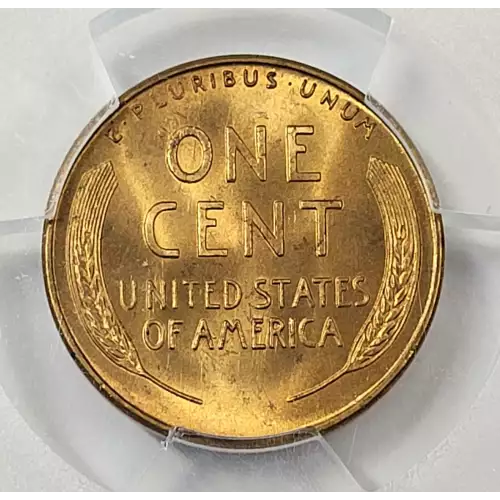 E·PLURIBUS·UNUM
ONE
CENT
UNITED·STATES
OF AMERICA